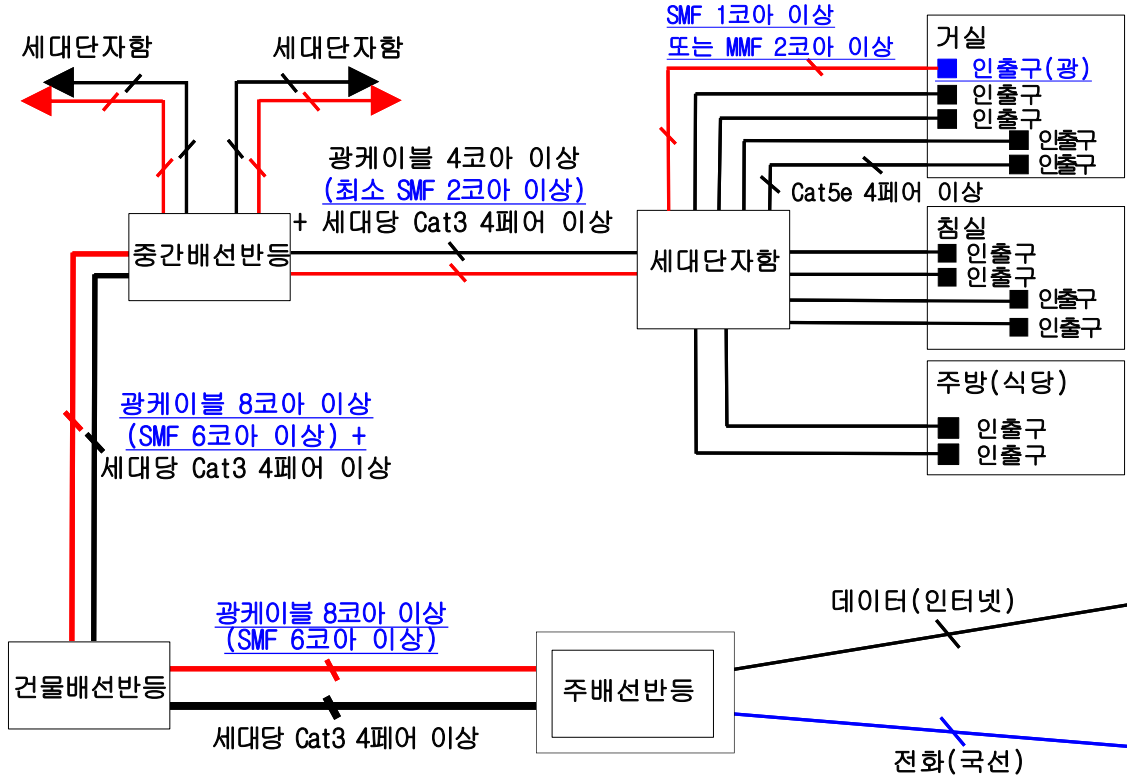 SMF 1코아 이상
또는 MMF 2코아 이상
세대단자함
세대단자함
거실
인출구(광)
인출구
인출구
인출구
인출구
광케이블 4코아 이상
(최소 SMF 2코아 이상)
+ 세대당 Cat3 4페어 이상
Cat5e 4페어 이상
중간배선반등
세대단자함
침실
인출구
인출구
인출구
인출구
주방(식당)
인출구
인출구
광케이블 8코아 이상
(SMF 6코아 이상) +
세대당 Cat3 4페어 이상
데이터(인터넷)
광케이블 8코아 이상
(SMF 6코아 이상)
건물배선반등
주배선반등
세대당 Cat3 4페어 이상
전화(국선)